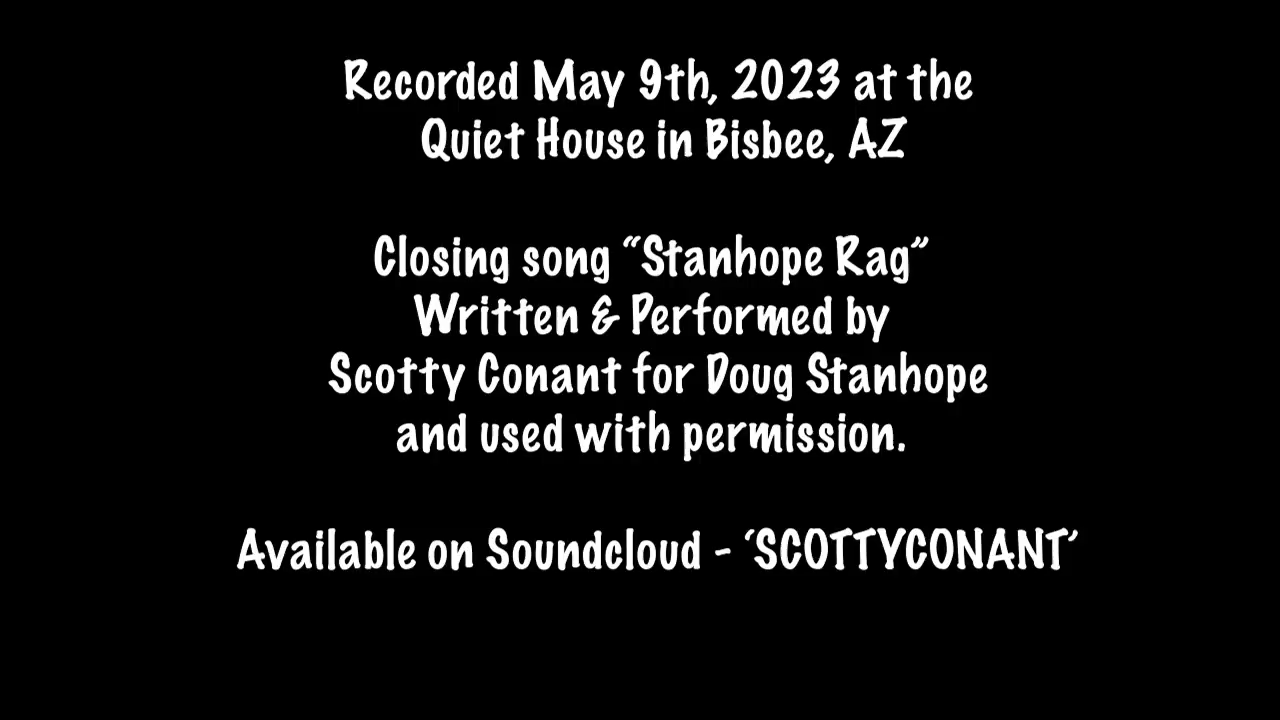 Recorded May 9th, 2023 at the
Quiet House in Bisbee, AZ
Closing song “Stanhope Rag”
Written & Performed by
Scotty Conant for Doug Stanhope
and used with permission.
Available on Soundcloud - ‘SCOTTYCONANT’